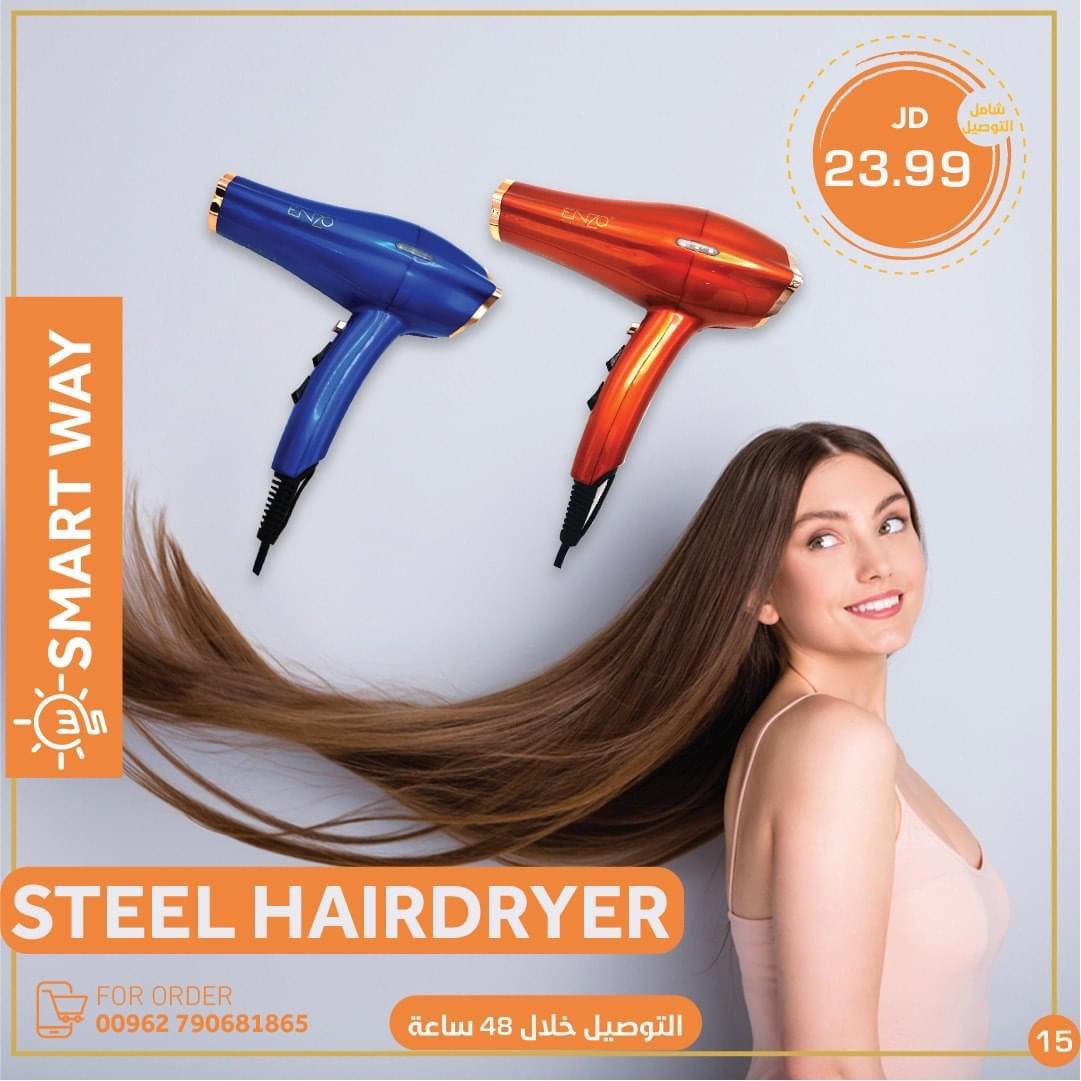 JD
23.99
شامل
التوصيل
ENZO
ENZO
SMART WAY
STEEL HAIRDRYER
FOR ORDER
00962 790681865
التوصيل خلال 48 ساعة
15